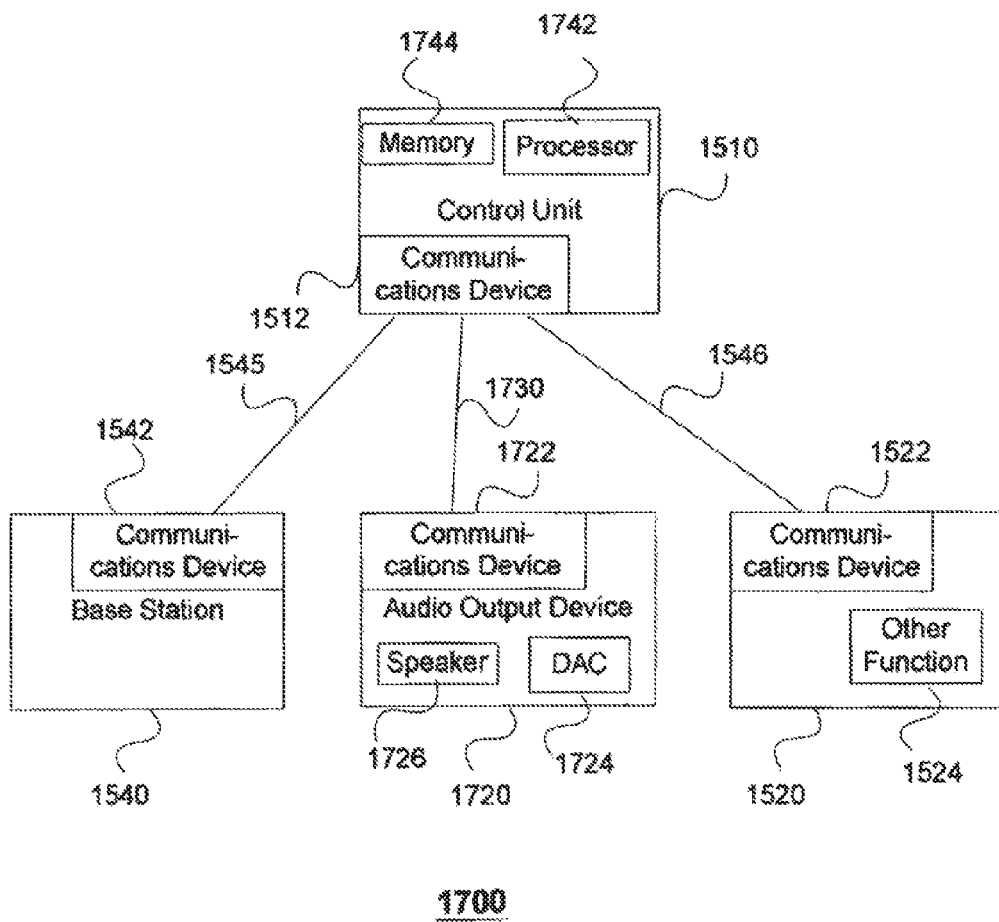 1744
1742
Memory
Processor
1510
Control Unit
Communi-
cations Device
1512
1545
1546
1730
1542
1722
1522
Communi-
cations Device
Base Station
Communi-
cations Device
Audio Output Device
Speaker
DAC
Communi-
cations Device
Other
Function
1540
1726
1720
1724
1520
1524
1700